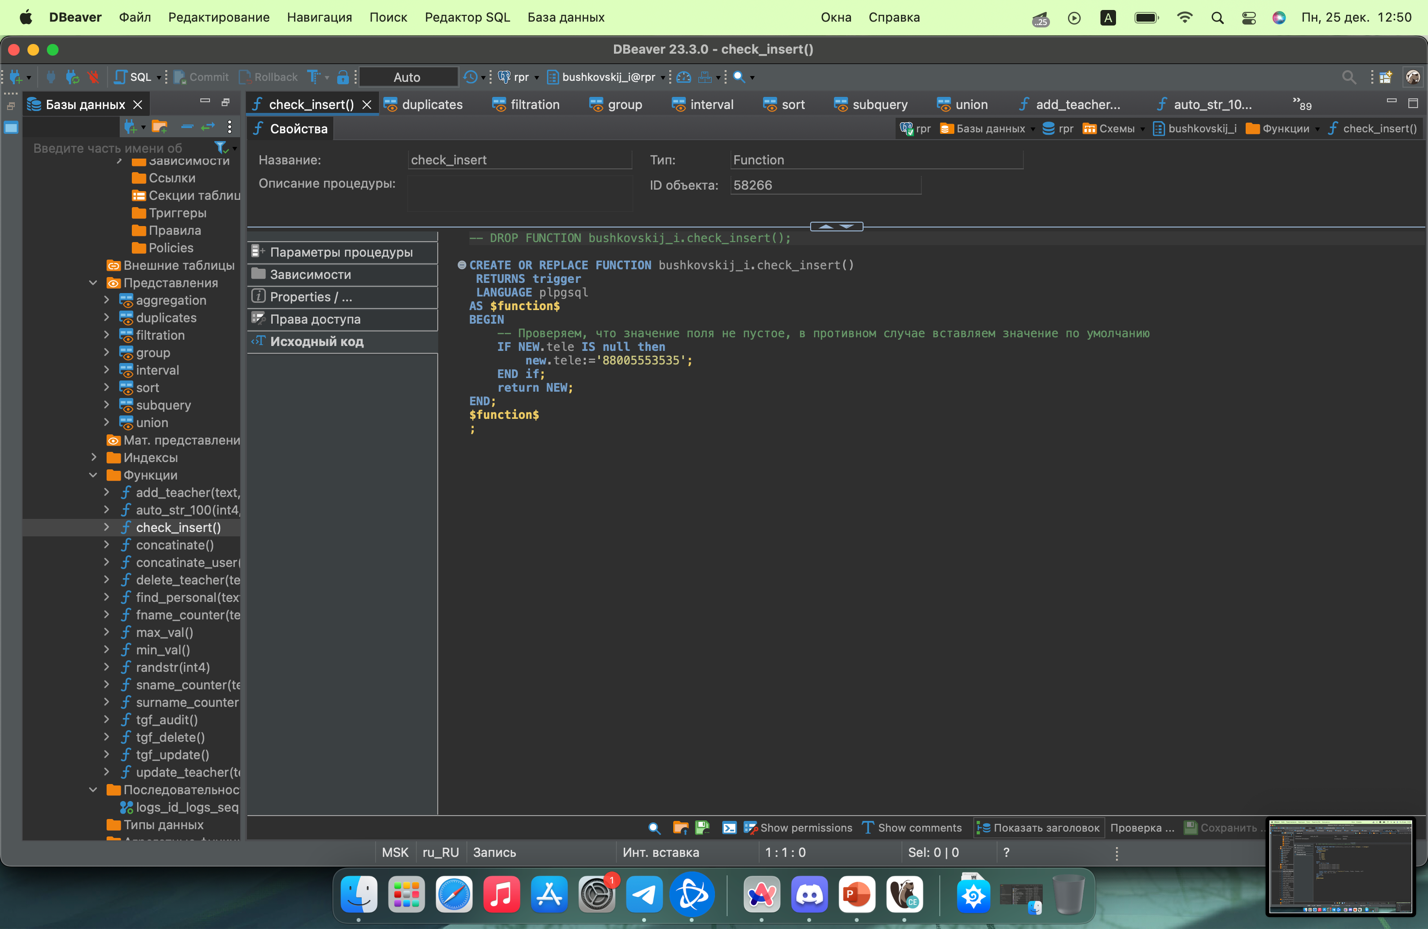 DBeaver Файл Редактирование Навигация Поиск Редактор SQL База данных Окна Справка .25 A Пн, 25 дек. 12:50
DBeaver 23.3.0 - check_insert()
SQL Commit Rollback Auto rpr bushkovskij_i@rpr
Базы данных
check_insert() duplicates filtration group interval sort subquery union add_teacher... auto_str_10... »89
Свойства
rpr Базы данных rpr Схемы bushkovskij_i Функции check_insert()
Введите часть имени об
Название: check_insert Тип: Function
Описание процедуры: ID объекта: 58266
Зависимости
Ссылки
Секции таблиц
Триггеры
Правила
Policies
Внешние таблицы
Представления
aggregation
duplicates
filtration
group
interval
sort
subquery
union
Мат. представлени
Индексы
Функции
add_teacher(text,
auto_str_100(int4,
check_insert()
concatinate()
concatinate_user(
delete_teacher(te
find_personal(tex
fname_counter(te
max_val()
min_val()
randstr(int4)
sname_counter(te
surname_counter
tgf_audit()
tgf_delete()
tgf_update()
update_teacher(t
Последовательнос
logs_id_logs_seq
Типы данных
Параметры процедуры
Зависимости
Properties / ...
Права доступа
Исходный код
-- DROP FUNCTION bushkovskij_i.check_insert();
CREATE OR REPLACE FUNCTION bushkovskij_i.check_insert()
RETURNS trigger
LANGUAGE plpgsql
AS $function$
BEGIN
-- Проверяем, что значение поля не пустое, в противном случае вставляем значение по умолчанию
IF NEW.tele IS null then
new.tele:='88005553535';
END if;
return NEW;
END;
$function$
;
Show permissions Show comments Показать заголовок Проверка ... Сохранить ...
MSK ru_RU Запись Инт. вставка 1 : 1 : 0 Sel: 0 | 0 ?
1